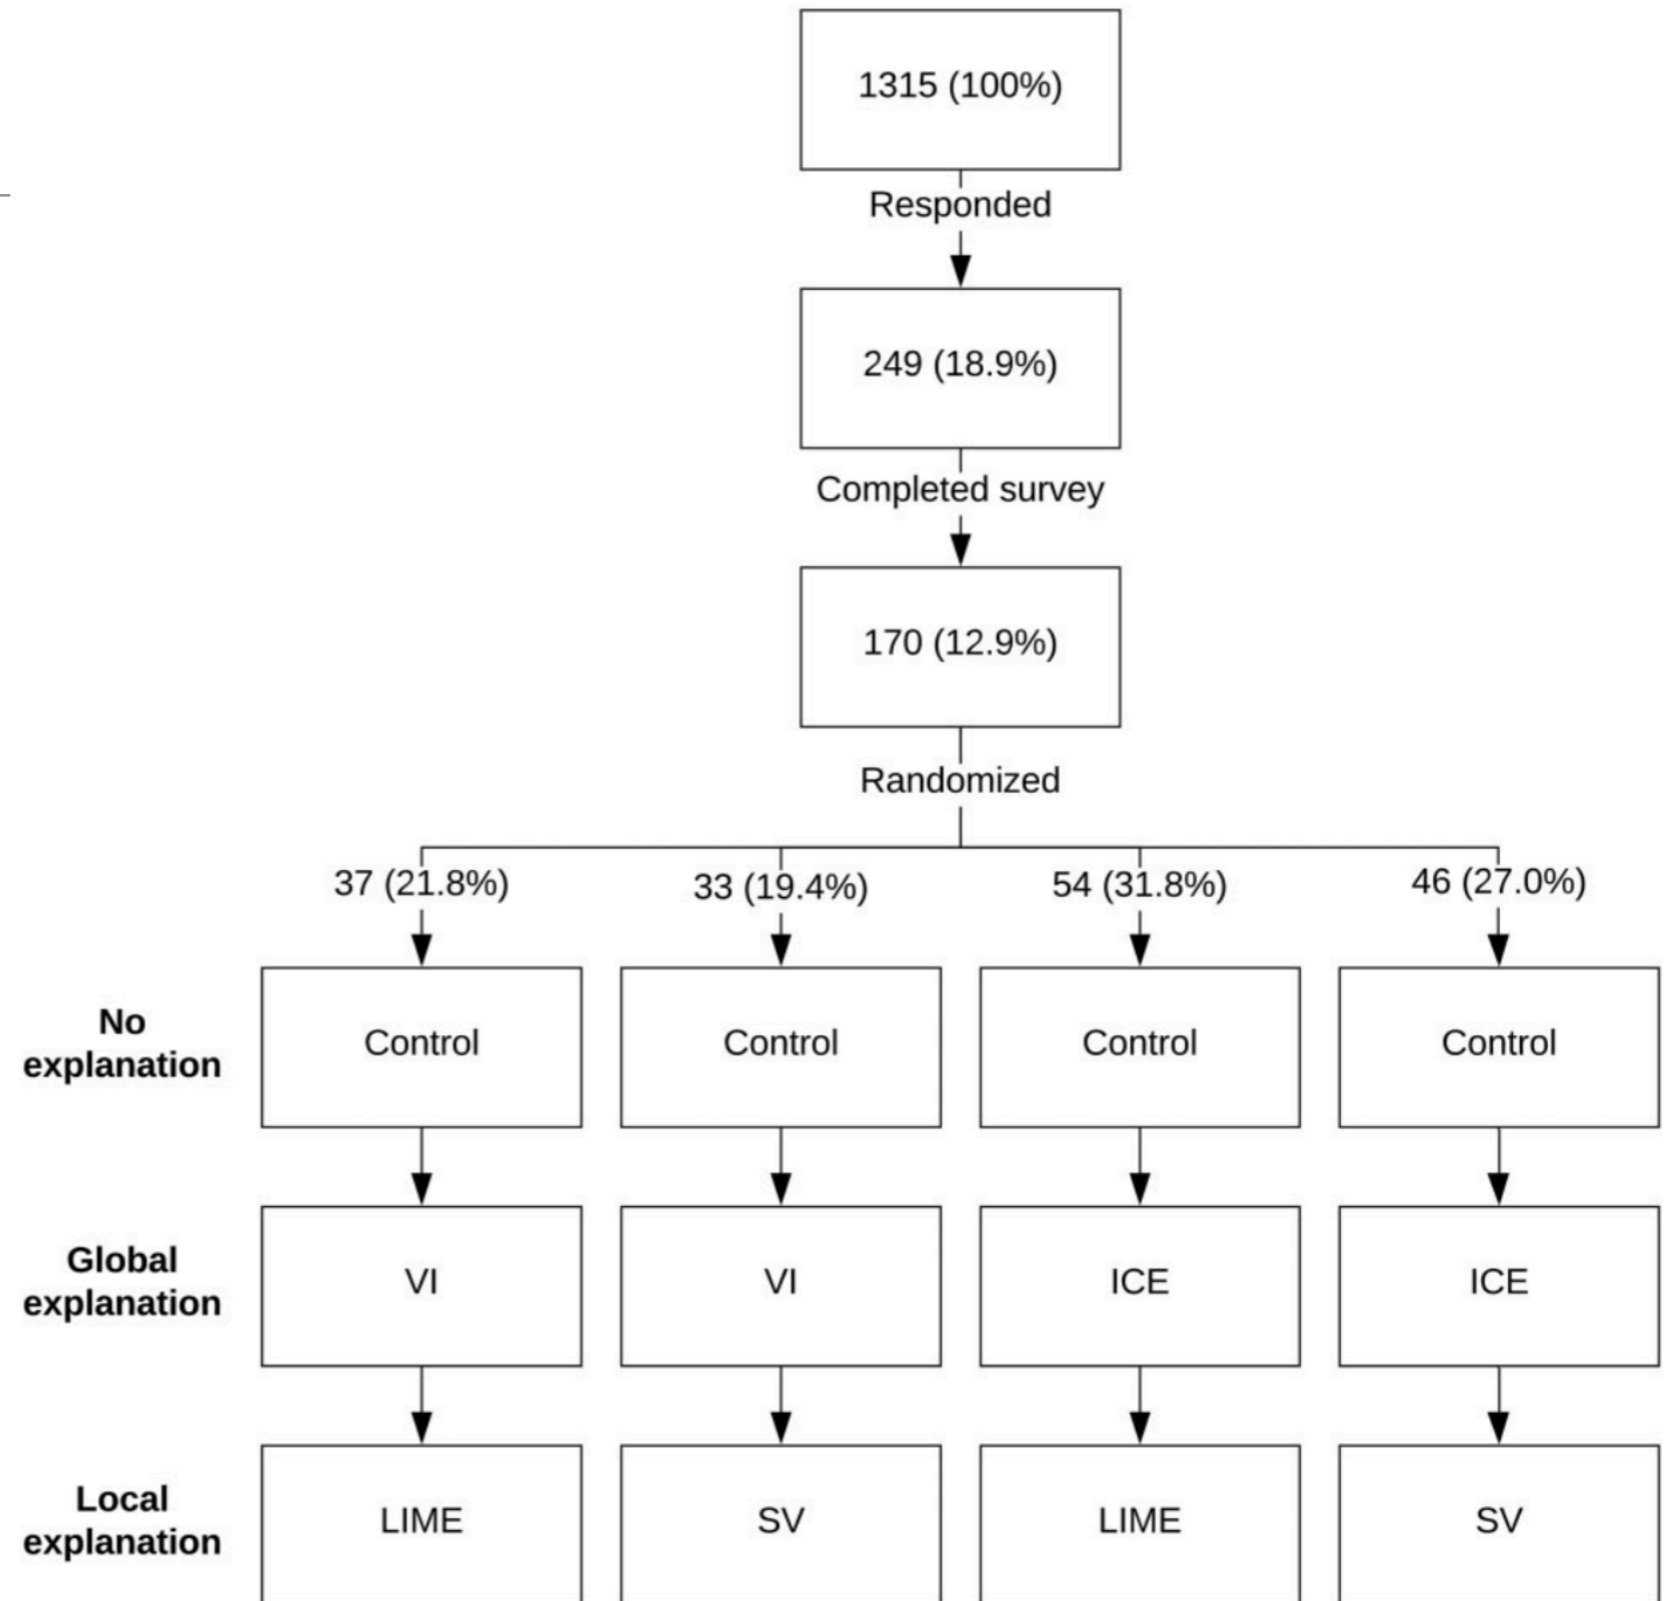 1315 (100%)
Responded
249 (18.9%)
Completed survey
170 (12.9%)
Randomized
37 (21.8%)
33 (19.4%)
54 (31.8%)
46 (27.0%)
No
explanation
Control
Control
Control
Control
Global
explanation
VI
VI
ICE
ICE
Local
explanation
LIME
SV
LIME
SV